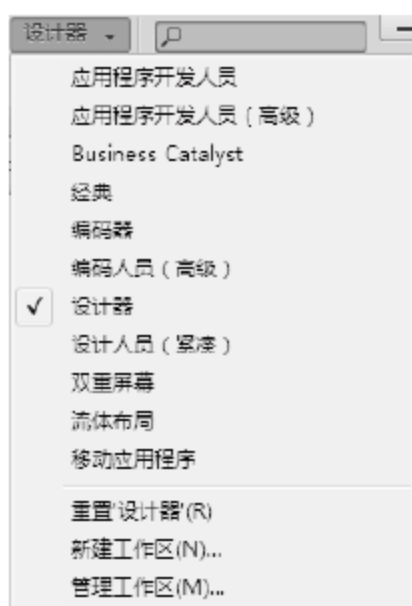 设计器
应用程序开发人员
应用程序开发人员（高级）
Business Catalyst
经典
编码器
编码人员（高级）
设计器
设计人员（紧凑）
双重屏幕
流体布局
移动应用程序
重置'设计器'(R)
新建工作区(N)...
管理工作区(M)...